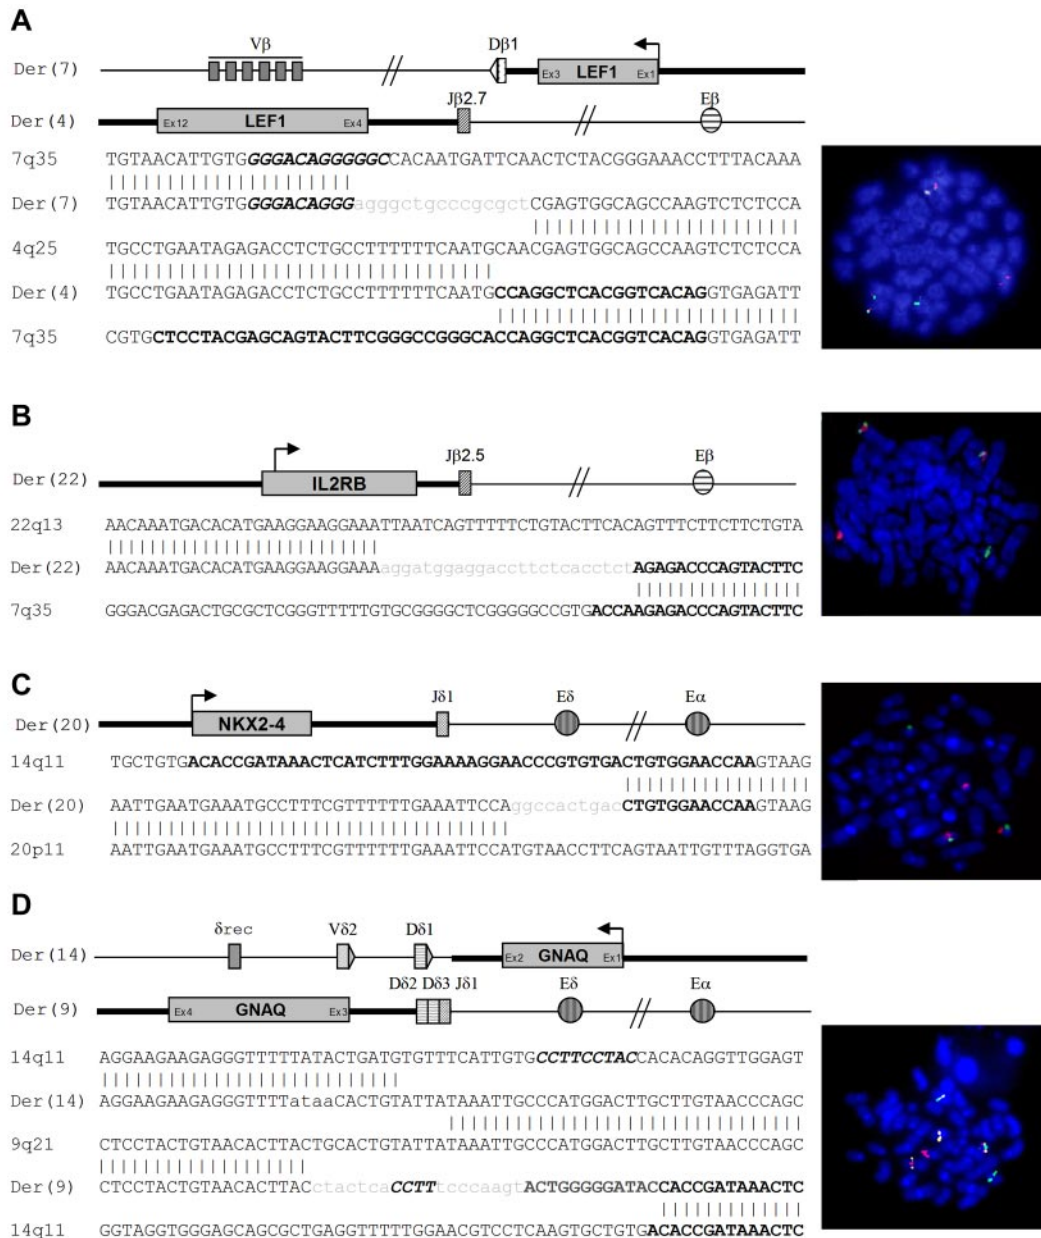 A
Vβ Dβ1
Der(7) Ex3 LEF1 Ex1
Jβ2.7 Eβ
Der(4) Ex12 LEF1 Ex4
7q35 TGTAACATTGTGGGGACAGGGGGCCACAATGATTCAACTCTACGGGAAACCTTTACAAA
Der(7) TGTAACATTGTGGGGACAGGGagggctgcccgcgctCGAGTGGCAGCCAAGTCTCTCCA
4q25 TGCCTGAATAGAGACCTCTGCCTTTTTTCAATGCAACGAGTGGCAGCCAAGTCTCTCCA
Der(4) TGCCTGAATAGAGACCTCTGCCTTTTTTCAATGCCAGGCTCACGGTCACAGGTGAGATT
7q35 CGTGCTCCTACGAGCAGTACTTCGGGCCGGGCACCAGGCTCACGGTCACAGGTGAGATT
B
Jβ2.5 Eβ
Der(22) IL2RB
22q13 AACAAATGACACATGAAGGAAGGAAATTAATCAGTTTTTCTGTACTTCACAGTTTCTTCTTCTGTA
Der(22) AACAAATGACACATGAAGGAAGGAAAaggatggaggaccttctcacctctAGAGACCCAGTACTTC
7q35 GGGACGAGACTGCGCTCGGGTTTTTGTGCGGGGCTCGGGGGCCGTGACCAAGAGACCCAGTACTTC
C
Jδ1 Eδ Eα
Der(20) NKX2-4
14q11 TGCTGTGACACCGATAAACTCATCTTTGGAAAAGGAACCCGTGTGACTGTGGAACCAAGTAAG
Der(20) AATTGAATGAAATGCCTTTCGTTTTTTGAAATTCCAggccactgacCTGTGGAACCAAGTAAG
20p11 AATTGAATGAAATGCCTTTCGTTTTTTGAAATTCCATGTAACCTTCAGTAATTGTTTAGGTGA
D
δrec Vδ2 Dδ1
Der(14) Ex2 GNAQ Ex1
Dδ2 Dδ3 Jδ1 Eδ Eα
Der(9) Ex4 GNAQ Ex3
14q11 AGGAAGAAGAGGGTTTTTATACTGATGTGTTTCATTGTGCCTTCCTACCACACAGGTTGGAGT
Der(14) AGGAAGAAGAGGGTTTTataaCACTGTATTATAAATTGCCCATGGACTTGCTTGTAACCCAGC
9q21 CTCCTACTGTAACACTTACTGCACTGTATTATAAATTGCCCATGGACTTGCTTGTAACCCAGC
Der(9) CTCCTACTGTAACACTTACctactcaCCTTtcccaagtACTGGGGGATACCACCGATAAACTC
14q11 GGTAGGTGGGAGCAGCGCTGAGGTTTTTGGAACGTCCTCAAGTGCTGTGACACCGATAAACTC